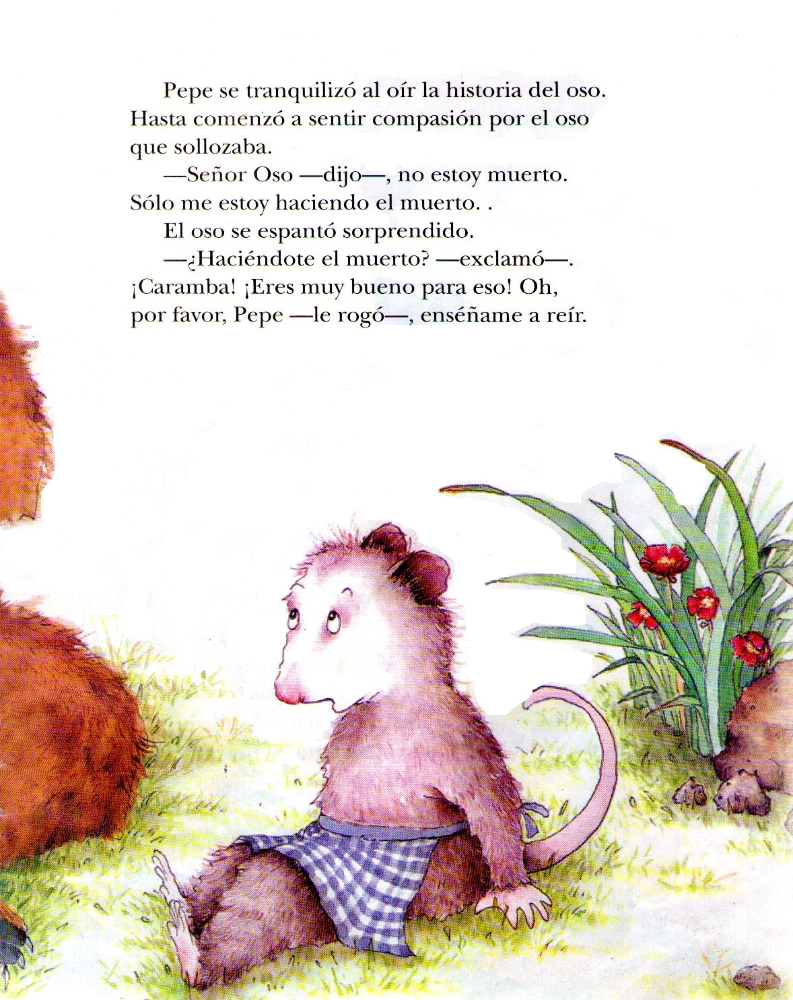 Pepe se tranquilizó al oír la historia del oso.
Hasta comenzó a sentir compasión por el oso
que sollozaba.
—Señor Oso —dijo—, no estoy muerto.
Sólo me estoy haciendo el muerto. .
El oso se espantó sorprendido.
—¿Haciéndote el muerto? —exclamó—.
¡Caramba! ¡Eres muy bueno para eso! Oh,
por favor, Pepe —le rogó—, enséñame a reír.